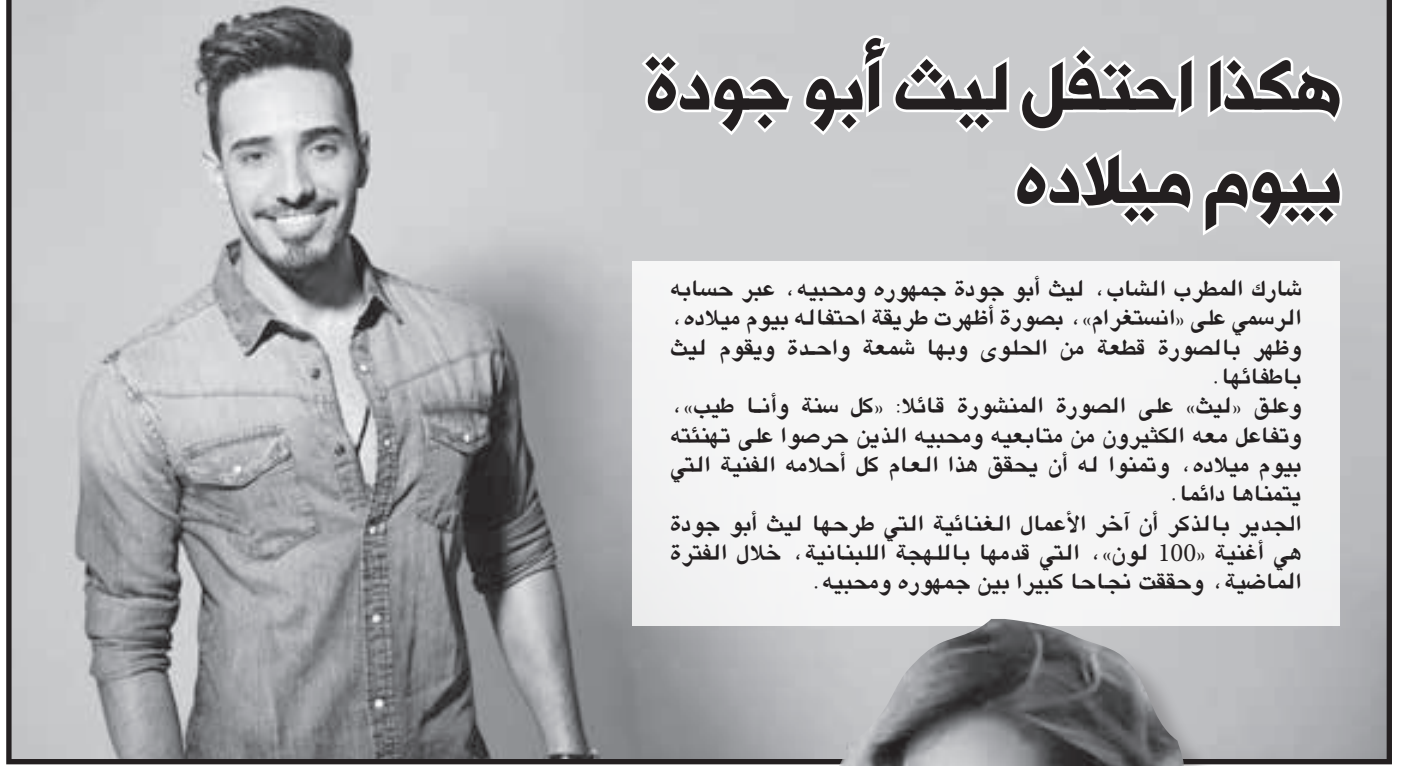 هكذا احتفل ليث أبو جودة
بيوم ميلاده
شارك المطرب الشاب، ليث أبو جودة جمهوره ومحبيه، عبر حسابه
الرسمي على «انستغرام»، بصورة أظهرت طريقة احتفاله بيوم ميلاده،
وظهر بالصورة قطعة من الحلوى وبها شمعة واحدة ويقوم ليث
باطفائها.
وعلق «ليث» على الصورة المنشورة قائلا: «كل سنة وأنا طيب»،
وتفاعل معه الكثيرون من متابعيه ومحبيه الذين حرصوا على تهنئته
بيوم ميلاده، وتمنوا له أن يحقق هذا العام كل أحلامه الفنية التي
يتمناها دائما.
الجدير بالذكر أن آخر الأعمال الغنائية التي طرحها ليث أبو جودة
هي أغنية «100 لون»، التي قدمها باللهجة اللبنانية، خلال الفترة
الماضية، وحققت نجاحا كبيرا بين جمهوره ومحبيه.